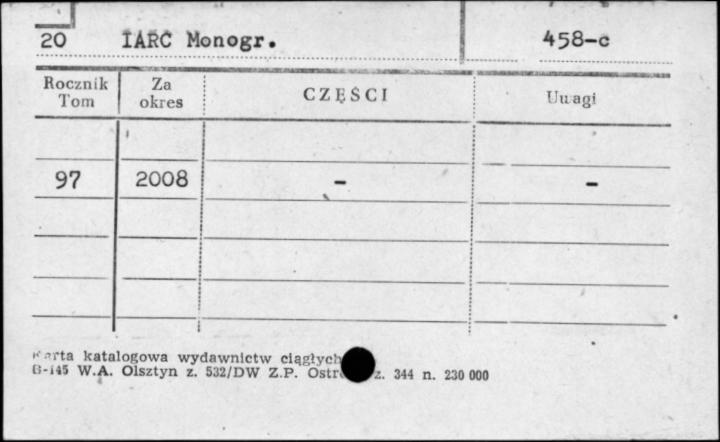 20 IARC Monogr. 458-c
Rocznik Tom Za okres CZĘŚCI Uwagi
97 2008 - -
Karta katalogowa wydawnictw ciągłych
B-145 W.A. Olsztyn z. 532/DW Z.P. z. 344 n. 230 000